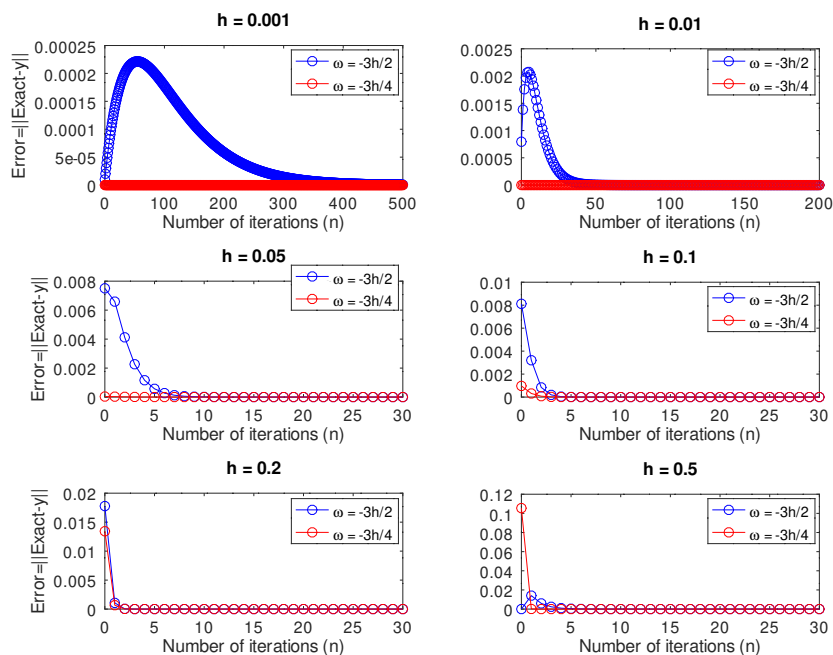 h = 0.001
Error=||Exact-y||
0.00025
0.0002
0.00015
0.0001
5e-05
0
ω = -3h/2
ω = -3h/4
0 100 200 300 400 500
Number of iterations (n)
h = 0.01
Error=||Exact-y||
0.0025
0.002
0.0015
0.001
0.0005
0
ω = -3h/2
ω = -3h/4
0 50 100 150 200
Number of iterations (n)
h = 0.05
Error=||Exact-y||
0.008
0.006
0.004
0.002
0
ω = -3h/2
ω = -3h/4
0 5 10 15 20 25 30
Number of iterations (n)
h = 0.1
0.01
0.008
0.006
0.004
0.002
0
ω = -3h/2
ω = -3h/4
0 5 10 15 20 25 30
Number of iterations (n)
h = 0.2
Error=||Exact-y||
0.02
0.015
0.01
0.005
0
ω = -3h/2
ω = -3h/4
0 5 10 15 20 25 30
Number of iterations (n)
h = 0.5
0.12
0.1
0.08
0.06
0.04
0.02
0
ω = -3h/2
ω = -3h/4
0 5 10 15 20 25 30
Number of iterations (n)